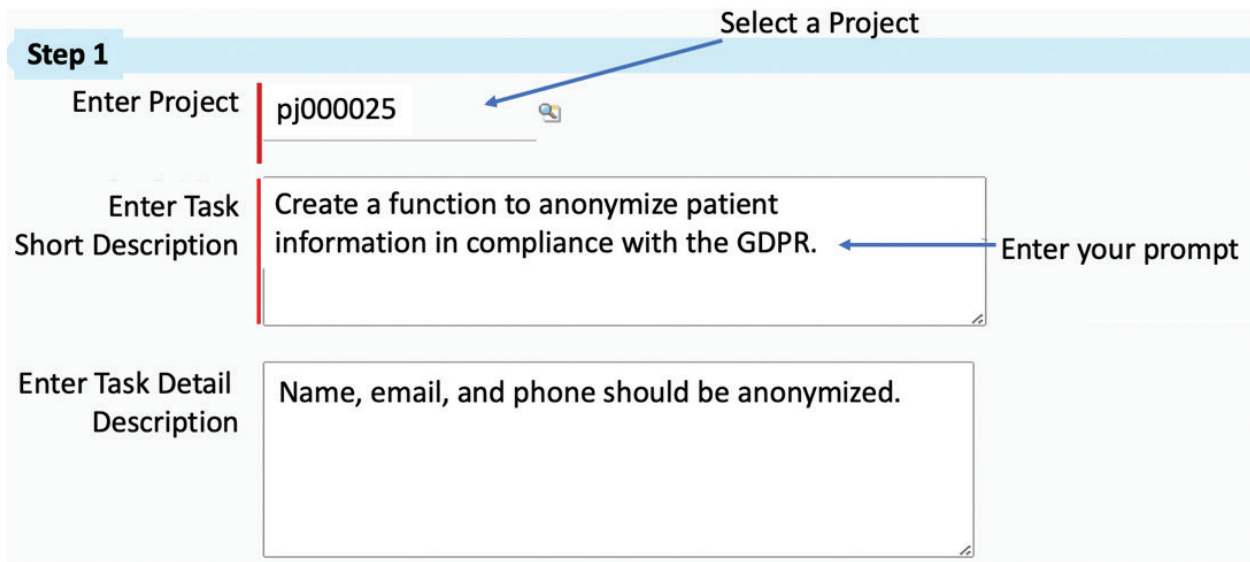 Select a Project
Step 1
Enter Project
pj000025
Enter Task
Short Description
Create a function to anonymize patient
information in compliance with the GDPR.
Enter your prompt
Enter Task Detail
Description
Name, email, and phone should be anonymized.